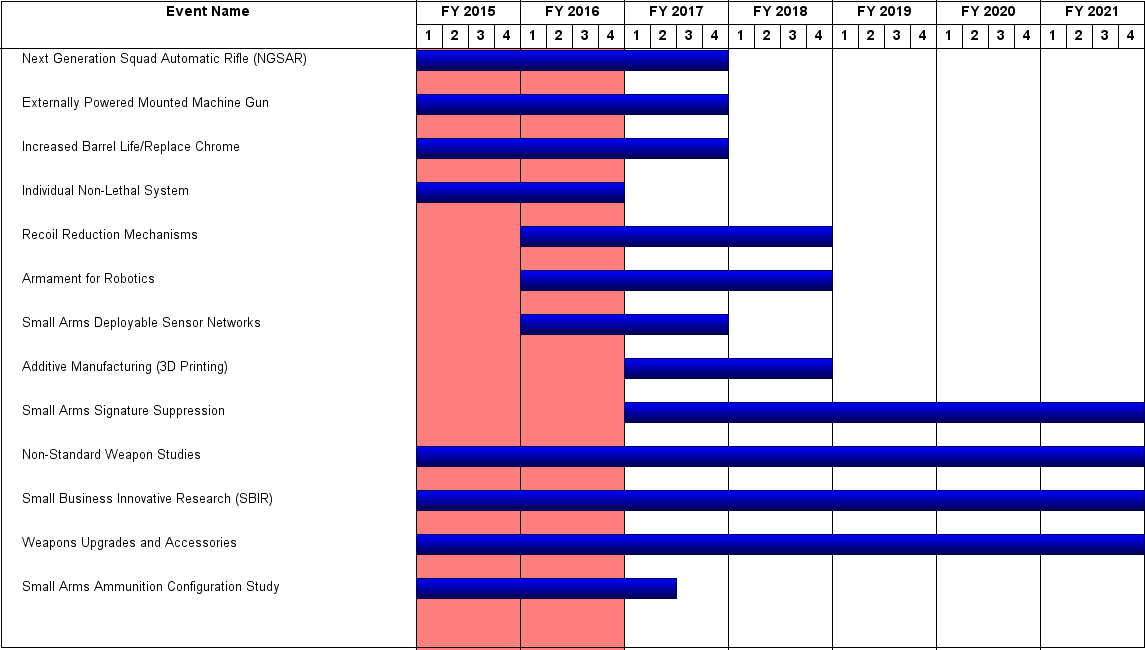 Event Name FY 2015 FY 2016 FY 2017 FY 2018 FY 2019 FY 2020 FY 2021
1 2 3 4 1 2 3 4 1 2 3 4 1 2 3 4 1 2 3 4 1 2 3 4 1 2 3 4
Next Generation Squad Automatic Rifle (NGSAR)
Externally Powered Mounted Machine Gun
Increased Barrel Life/Replace Chrome
Individual Non-Lethal System
Recoil Reduction Mechanisms
Armament for Robotics
Small Arms Deployable Sensor Networks
Additive Manufacturing (3D Printing)
Small Arms Signature Suppression
Non-Standard Weapon Studies
Small Business Innovative Research (SBIR)
Weapons Upgrades and Accessories
Small Arms Ammunition Configuration Study